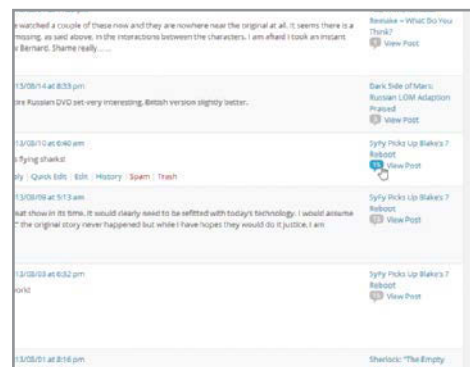 Remake – What Do You
Think?
View Post
e watched a couple of these now and they are nowhere near the original at all. It seems there is a
missing, as said above, in the interactions between the characters. I am afraid I took an instant
Bernard. Shame really
13/08/14 at 8:33 pm
Russian DVD set-very interesting. British version slightly better.
Dark Side of Mars:
Russian LOM Adaption
Praised
View Post
13/08/10 at 6:40 am
s flying sharks!
ply | Quick Edit | Edit | History | Spam | Trash
SyFy Picks Up Blake's 7
Reboot
View Post
13/08/09 at 5:13 am
eat show in its time. It would clearly need to be refitted with today's technology. I would assume
the original story never happened but while I have hopes they would do it justice, I am
SyFy Picks Up Blake's 7
Reboot
View Post
13/08/03 at 6:32 pm
SyFy Picks Up Blake's 7
Reboot
View Post
13/08/01 at 8:16 pm
Sherlock: "The Empty